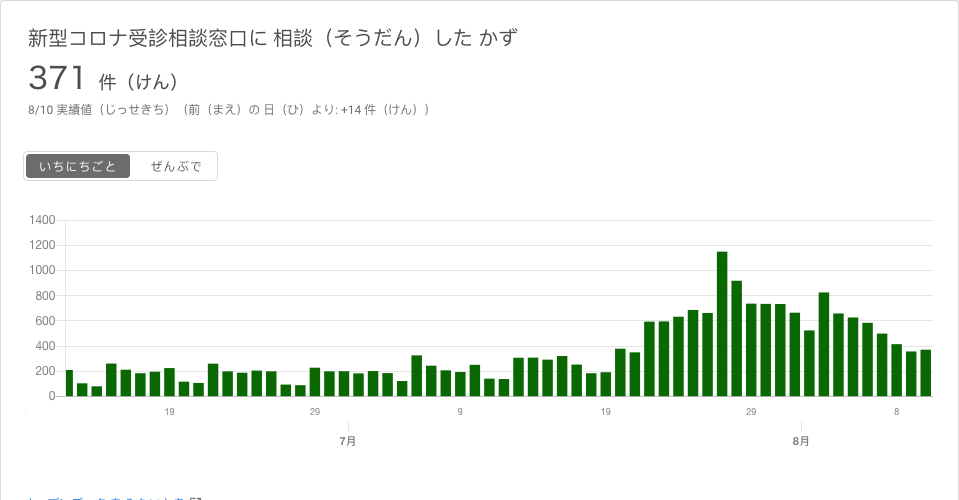 新型コロナ受診相談窓口に 相談（そうだん）した かず
371 件（けん）
8/10 実績値（じっせきち）（前（まえ）の 日（ひ）より: +14 件（けん））
いちにちごと ぜんぶで
1400
1200
1000
800
600
400
200
0
19 29 9 19 29 8
7月 8月